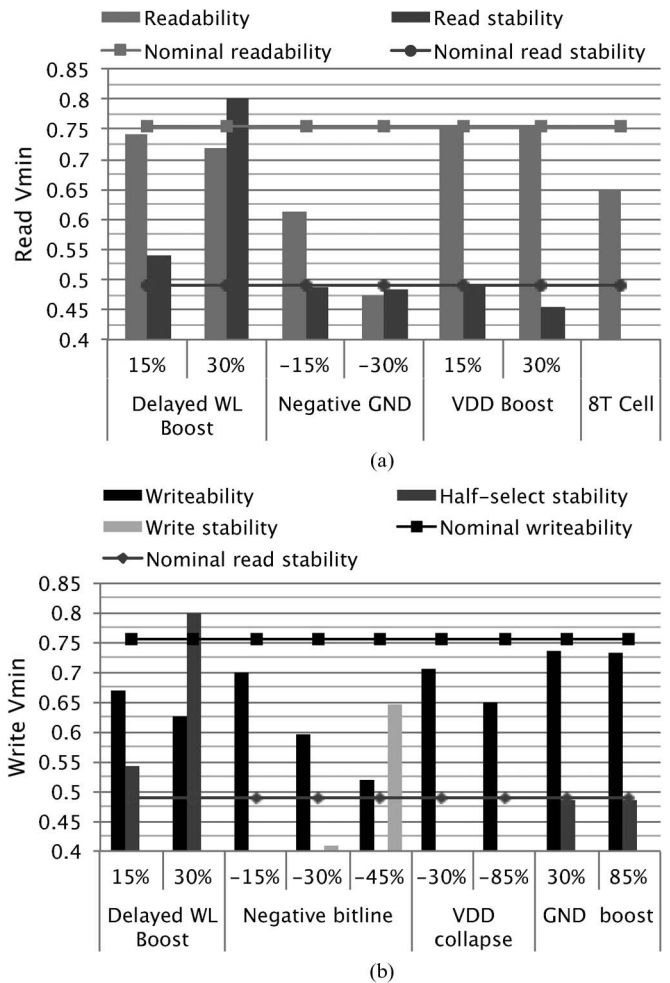 Readability Read stability
Nominal readability Nominal read stability
0.85
0.8
0.75
0.7
0.65
0.6
0.55
0.5
0.45
0.4
Read Vmin
15% 30% −15% −30% 15% 30%
Delayed WL Negative GND VDD Boost 8T Cell
Boost
(a)
Writeability Half-select stability
Write stability Nominal writeability
Nominal read stability
0.85
0.8
0.75
0.7
0.65
0.6
0.55
0.5
0.45
0.4
Write Vmin
15% 30% −15% −30% −45% −30% −85% 30% 85%
Delayed WL Negative bitline VDD GND boost
Boost collapse
(b)